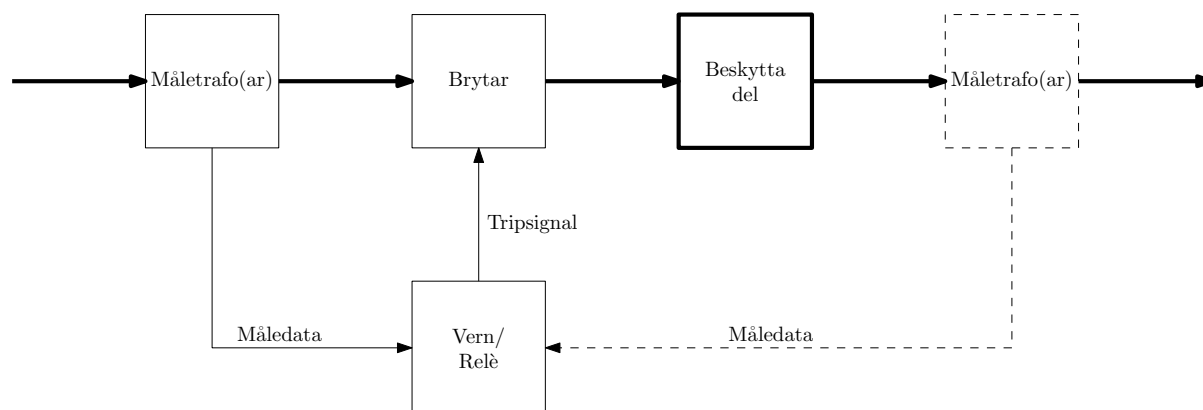 Måletrafo(ar)
Brytar
Beskytta
del
Måletrafo(ar)
Tripsignal
Måledata
Vern/
Relè
Måledata